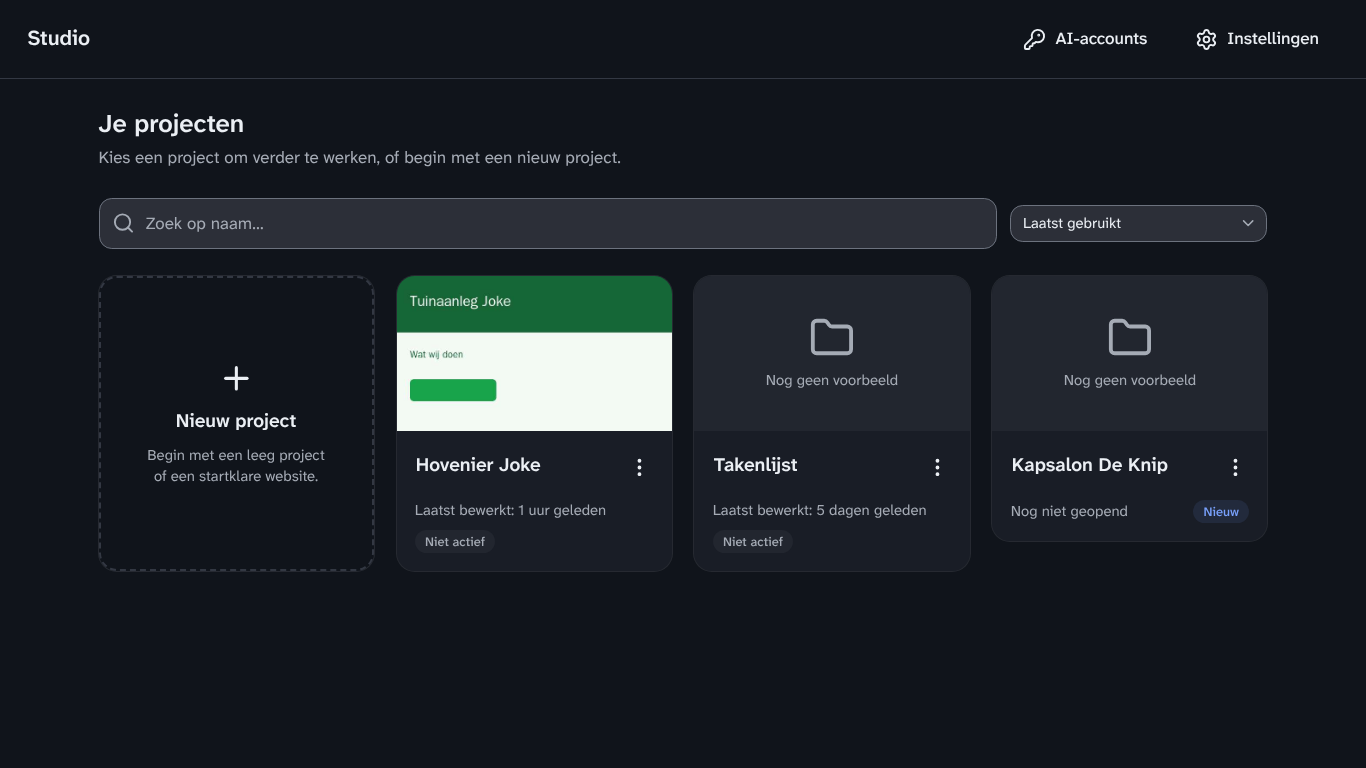 Studio
AI-accounts
Instellingen
Je projecten
Kies een project om verder te werken, of begin met een nieuw project.
Zoek op naam...
Laatst gebruikt
Nieuw project
Begin met een leeg project
of een startklare website.
Tuinaanleg Joke
Wat wij doen
Hovenier Joke
Laatst bewerkt: 1 uur geleden
Niet actief
Nog geen voorbeeld
Takenlijst
Laatst bewerkt: 5 dagen geleden
Niet actief
Nog geen voorbeeld
Kapsalon De Knip
Nog niet geopend
Nieuw